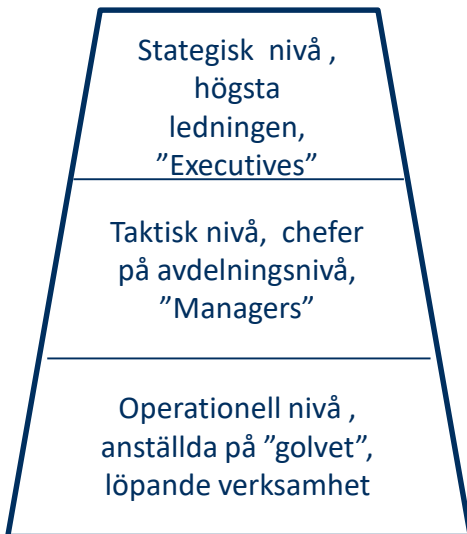 Stategisk nivå ,
högsta
ledningen,
”Executives”
Taktisk nivå, chefer
på avdelningsnivå,
”Managers”
Operationell nivå ,
anställda på ”golvet”,
löpande verksamhet